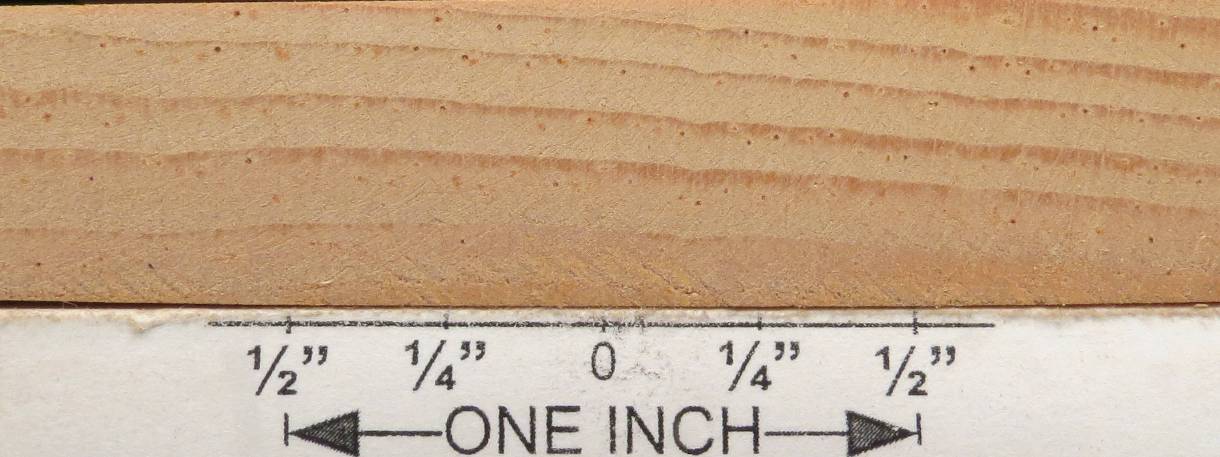 ½” ¼” 0 ¼” ½”
ONE INCH